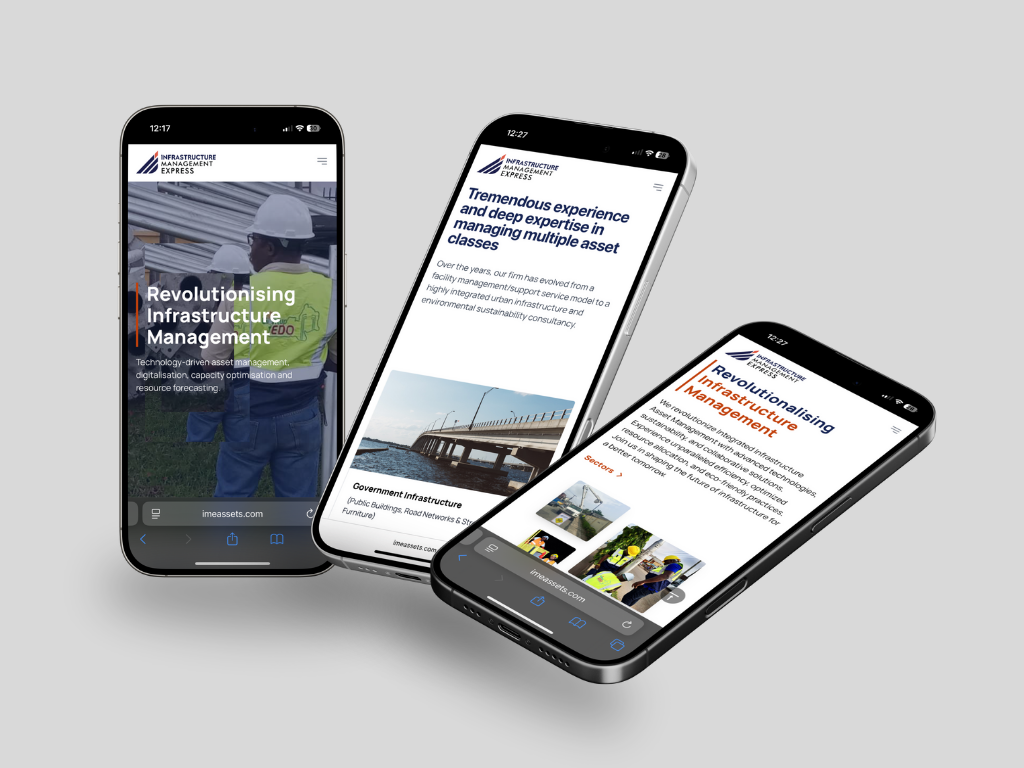 12:17
INFRASTRUCTURE
MANAGEMENT
EXPRESS
Revolutionising
Infrastructure
Management
Technology-driven asset management,
digitalisation, capacity optimisation and
resource forecasting.
EDO
imeassets.com
12:27
INFRASTRUCTURE
MANAGEMENT
EXPRESS
Tremendous experience
and deep expertise in
managing multiple asset
classes
Over the years, our firm has evolved from a
facility management/support service model to a
highly integrated urban infrastructure and
environmental sustainability consultancy.
Government Infrastructure
(Public Buildings, Road Networks &
Furniture)
imeassets.com
12:27
INFRASTRUCTURE
MANAGEMENT
EXPRESS
Revolutionalising
Infrastructure
Management
We revolutionize integrated Infrastructure
Asset Management with advanced technologies,
sustainability, and collaborative solutions.
Experience unparalleled efficiency, optimized
resource allocation, and eco-friendly practices.
Join us in shaping the future of infrastructure for
a better tomorrow.
Sectors
imeassets.com